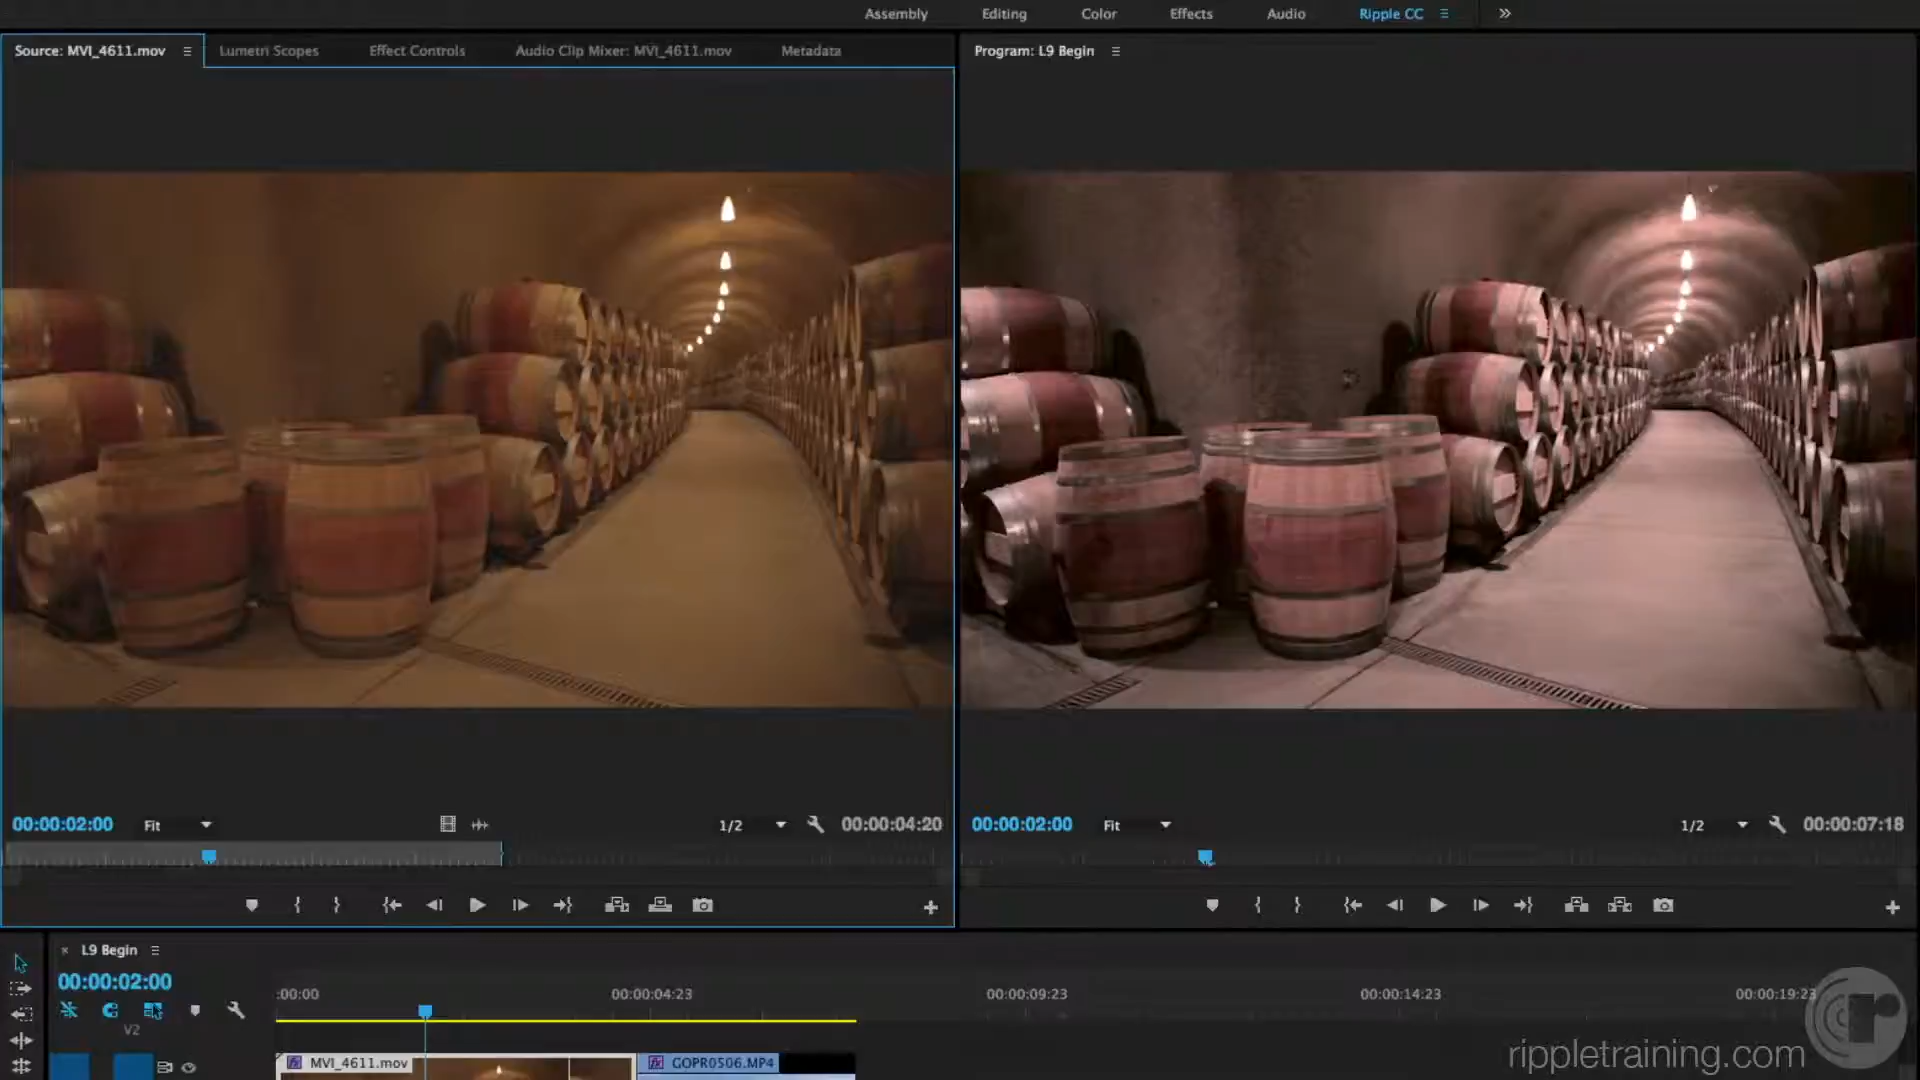 Assembly Editing Color Effects Audio Ripple CC
Source: MVI_4611.mov Lumetri Scopes Effect Controls Audio Clip Mixer: MVI_4611.mov Metadata Program: L9 Begin
00:00:02:00 Fit 1/2 00:00:04:20 00:00:02:00 Fit 1/2 00:00:07:18
× L9 Begin
00:00:02:00
:00:00 00:00:04:23 00:00:09:23 00:00:14:23 00:00:19:23
V2
MVI_4611.mov GOPR0506.MP4
rippletraining.com